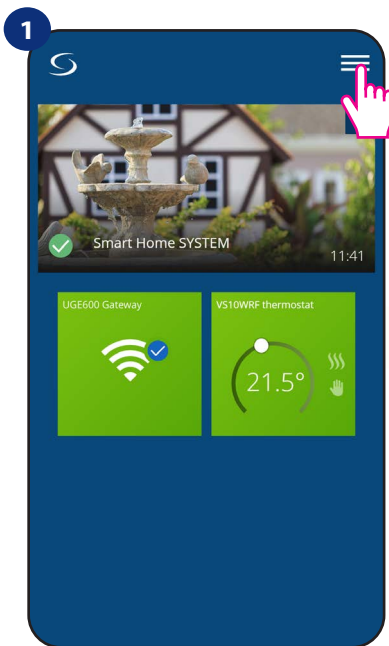 1
Smart Home SYSTEM
11:41
UGE600 Gateway
VS10WRF thermostat
21.5°